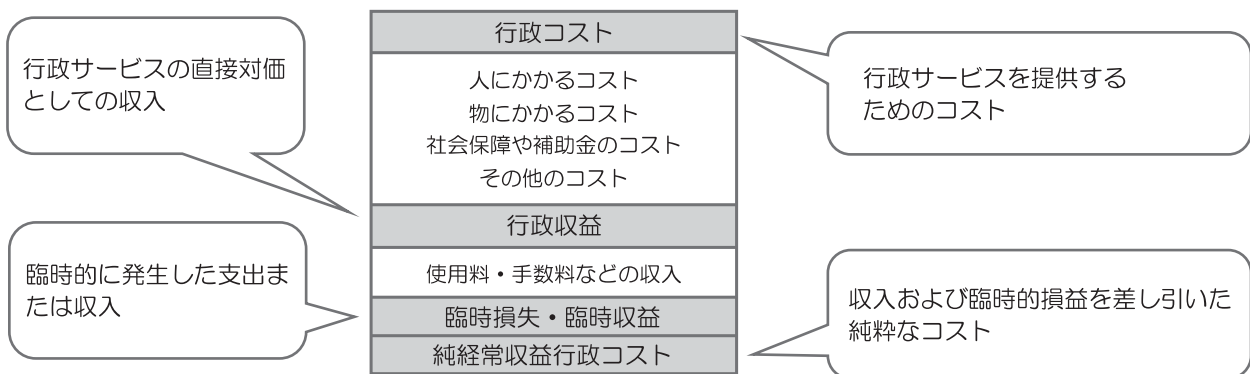 行政コスト
行政サービスの直接対価
としての収入
行政サービスを提供する
ためのコスト
人にかかるコスト
物にかかるコスト
社会保障や補助金のコスト
その他のコスト
行政収益
使用料・手数料などの収入
臨時的に発生した支出ま
たは収入
臨時損失・臨時収益
収入および臨時的損益を差し引いた
純粋なコスト
純経常収益行政コスト